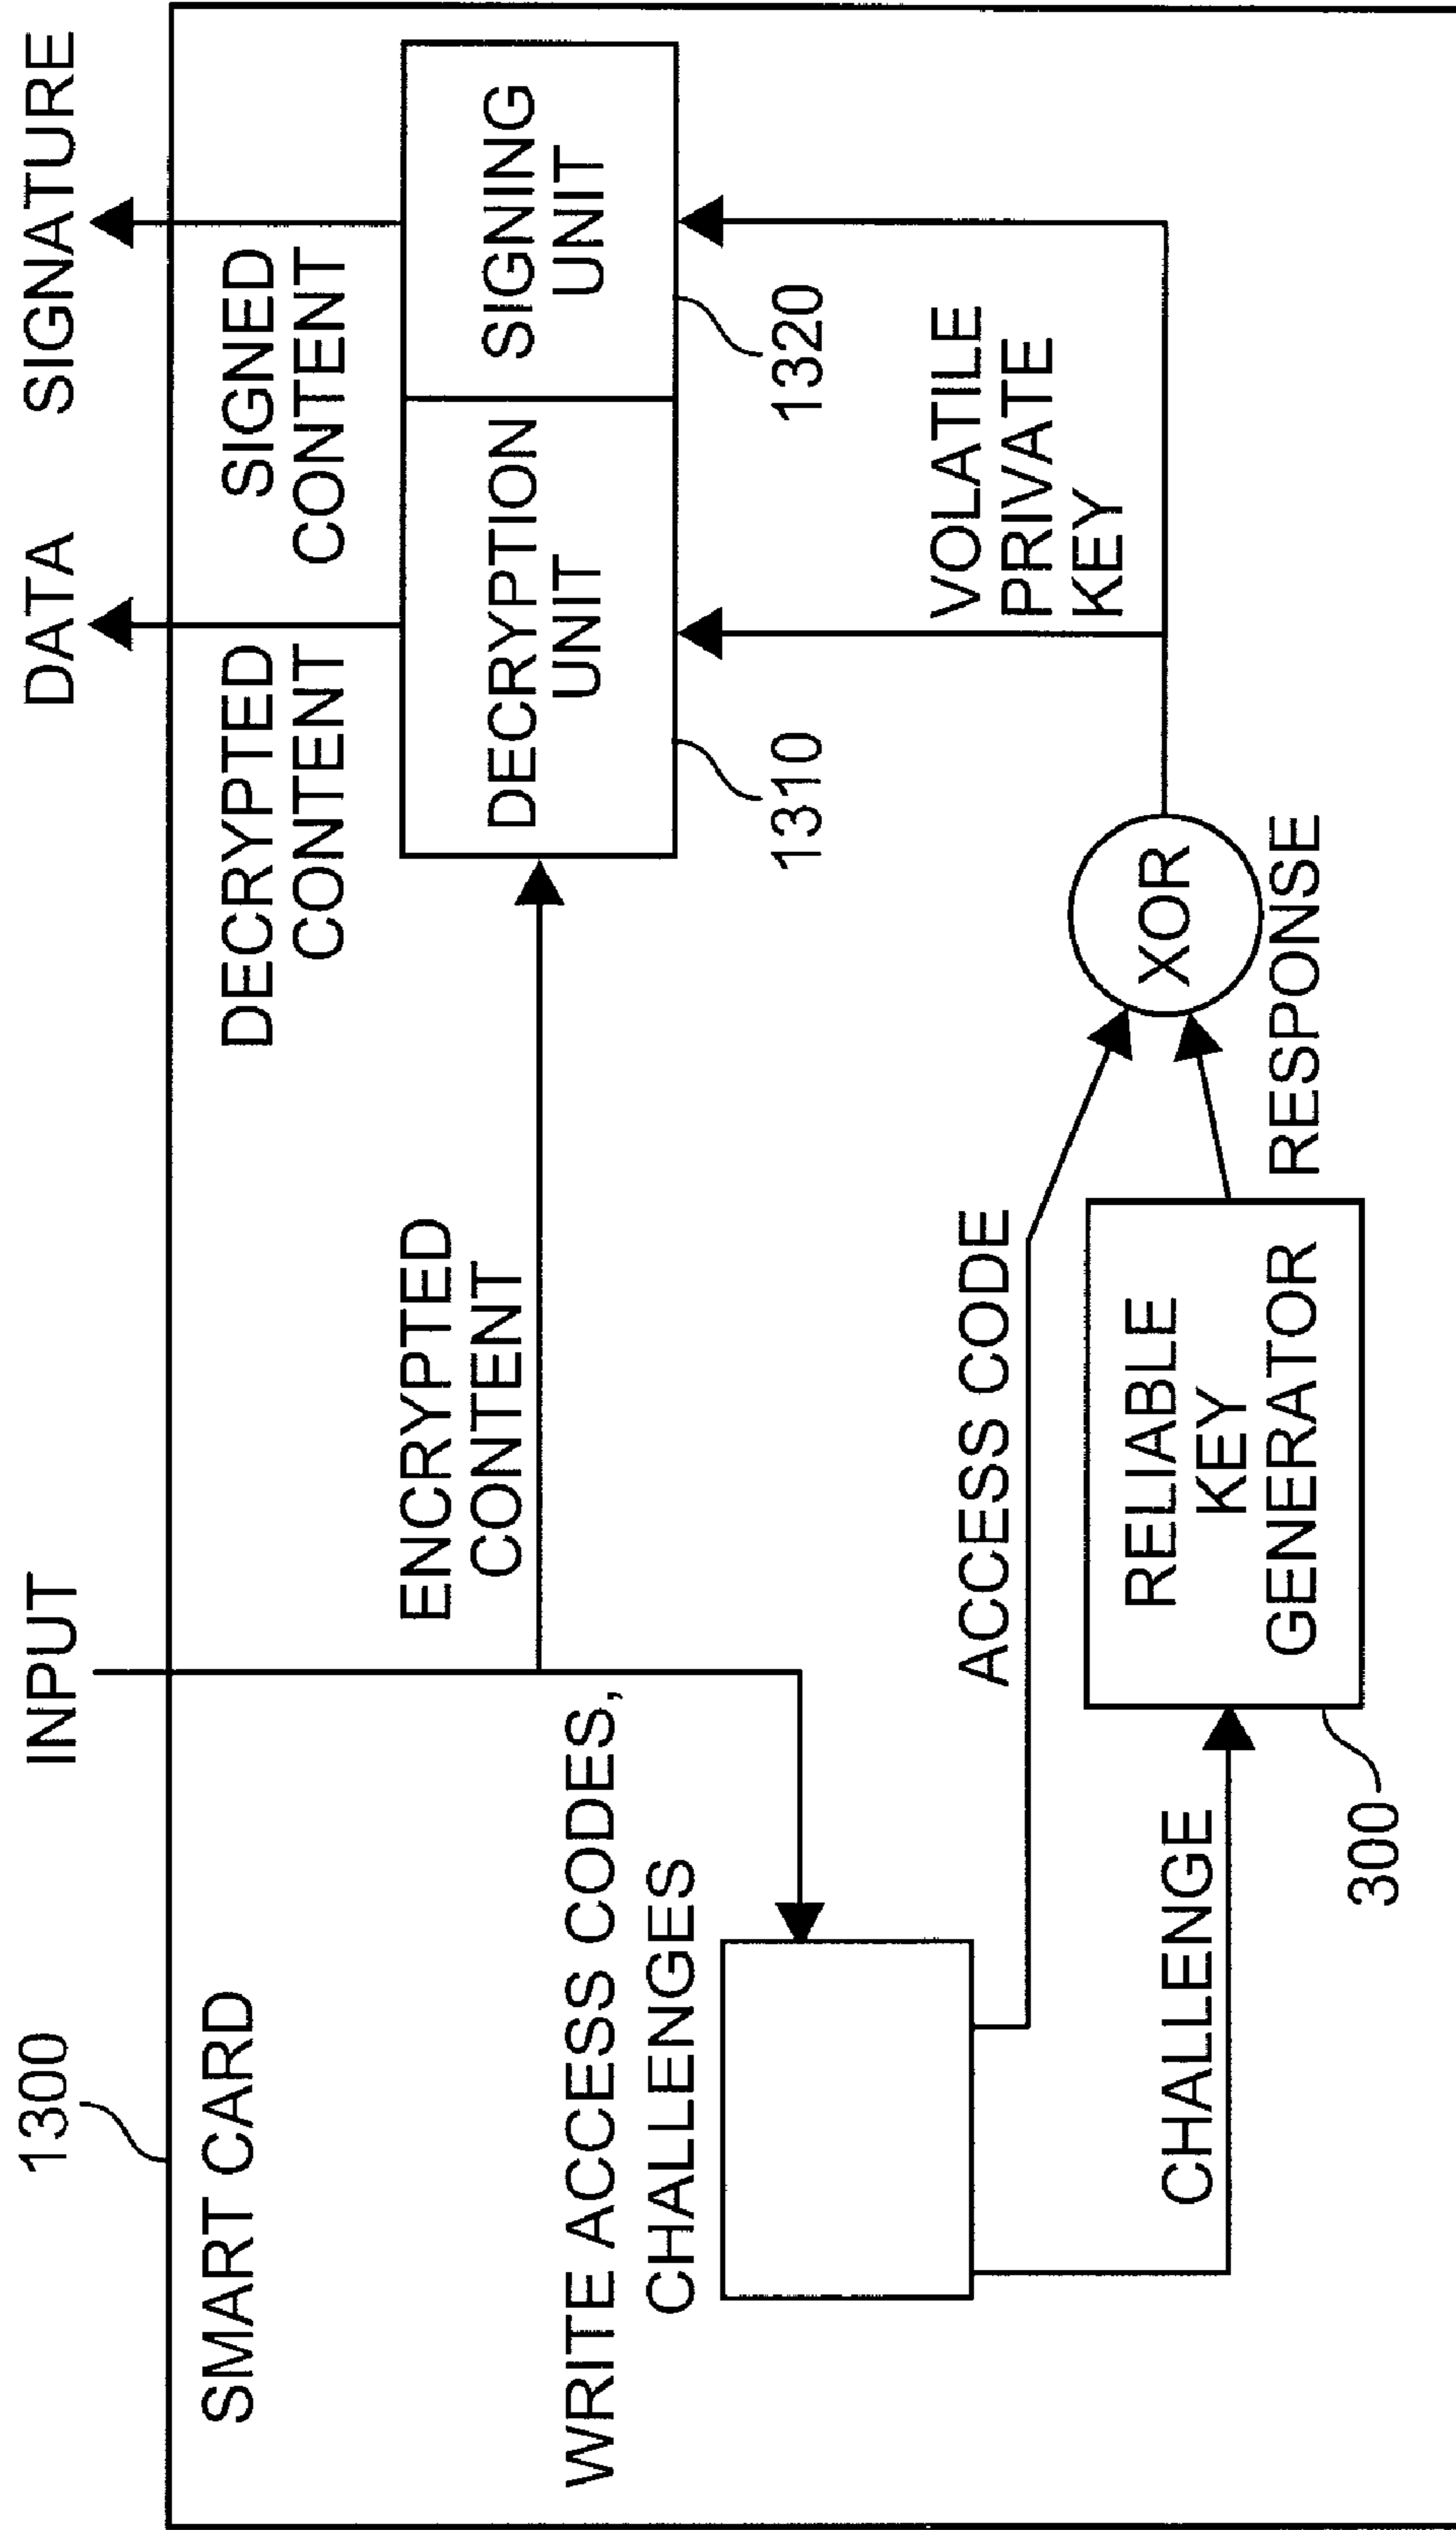 1300
INPUT
DATA
SIGNATURE
SMART CARD
DECRYPTED
CONTENT
SIGNED
CONTENT
ENCRYPTED
CONTENT
WRITE ACCESS CODES,
CHALLENGES
DECRYPTION
UNIT
SIGNING
UNIT
1310
1320
ACCESS CODE
VOLATILE
PRIVATE
KEY
CHALLENGE
RELIABLE
KEY
GENERATOR
XOR
RESPONSE
300